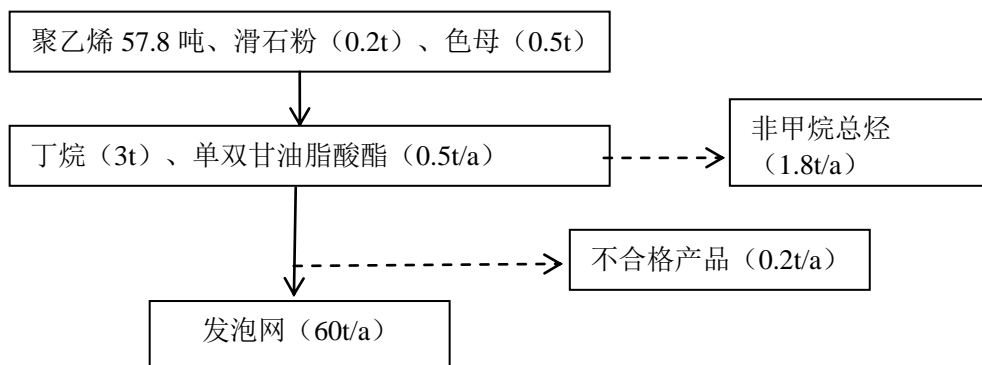 聚乙烯 57.8 吨、滑石粉（0.2t）、色母（0.5t）
丁烷（3t）、单双甘油脂酸酯（0.5t/a）
非甲烷总烃
（1.8t/a）
不合格产品（0.2t/a）
发泡网（60t/a）